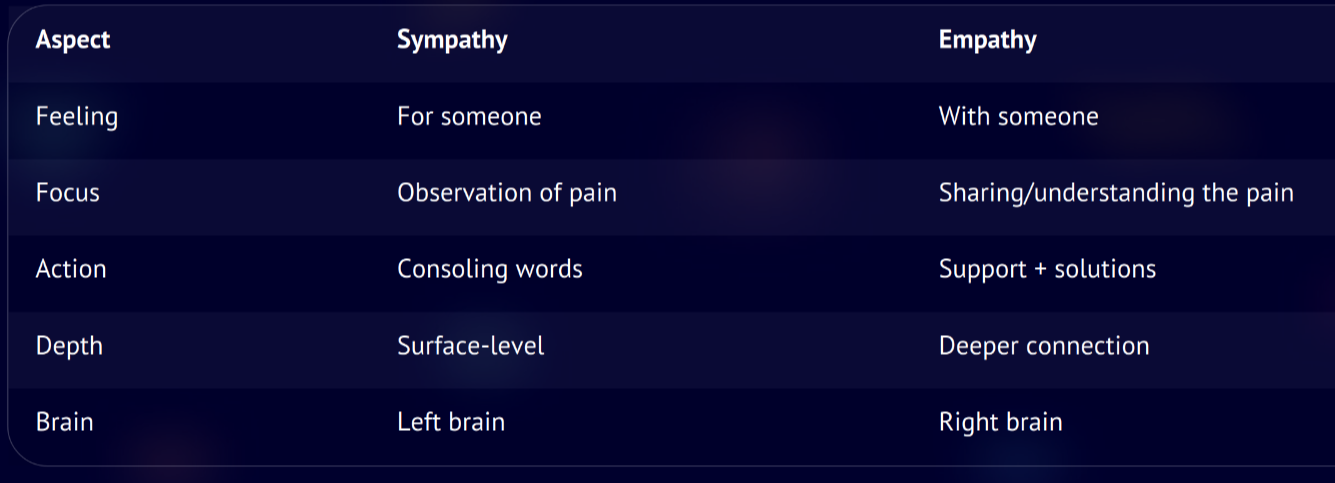 Aspect Sympathy Empathy
Feeling For someone With someone
Focus Observation of pain Sharing/understanding the pain
Action Consoling words Support + solutions
Depth Surface-level Deeper connection
Brain Left brain Right brain